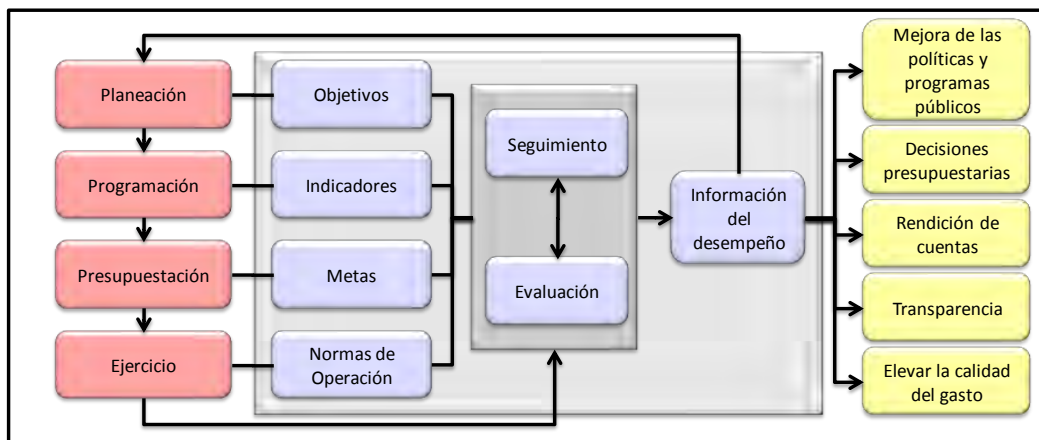 Planeación
Programación
Presupuestación
Ejercicio
Objetivos
Indicadores
Metas
Normas de
Operación
Seguimiento
Evaluación
Información
del
desempeño
Mejora de las
políticas y
programas
públicos
Decisiones
presupuestarias
Rendición de
cuentas
Transparencia
Elevar la calidad
del gasto